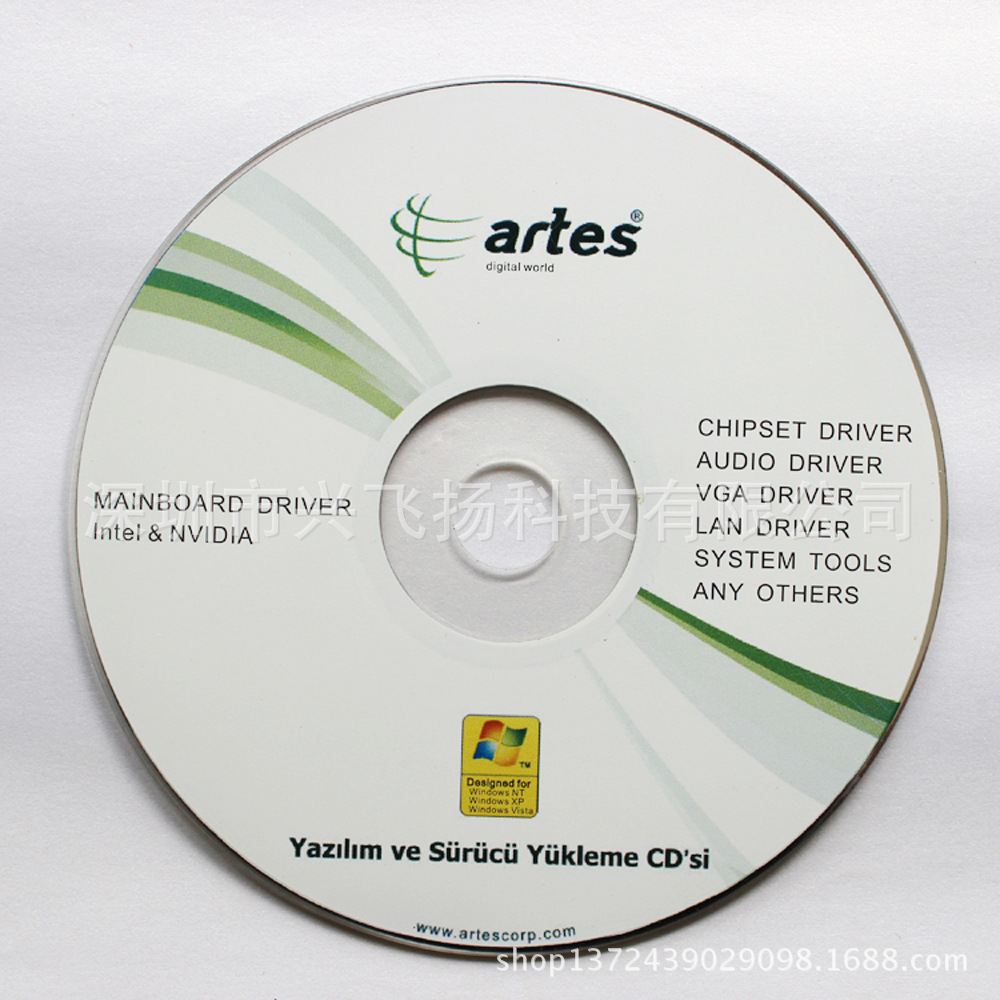 artes®
digital world
MAINBOARD DRIVER
Intel & NVIDIA
CHIPSET DRIVER
AUDIO DRIVER
VGA DRIVER
LAN DRIVER
SYSTEM TOOLS
ANY OTHERS
深圳市兴飞扬科技有限公司
TM
Designed for
Windows NT
Windows XP
Windows Vista
Yazılım ve Sürücü Yükleme CD'si
www.artescorp.com
shop1372439029098.1688.com